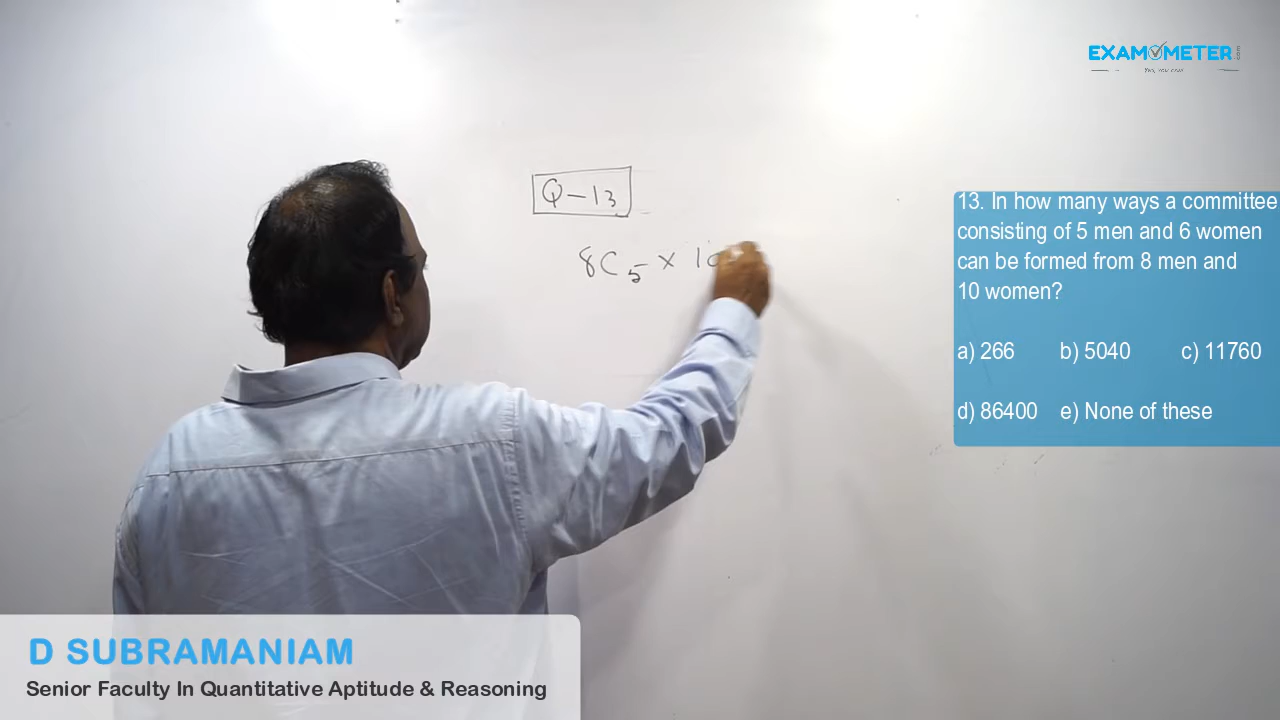 EXAMOMETER.com
Q-13
8C5 × 10
13. In how many ways a committee
consisting of 5 men and 6 women
can be formed from 8 men and
10 women?
a) 266 b) 5040 c) 11760
d) 86400 e) None of these
D SUBRAMANIAM
Senior Faculty In Quantitative Aptitude & Reasoning